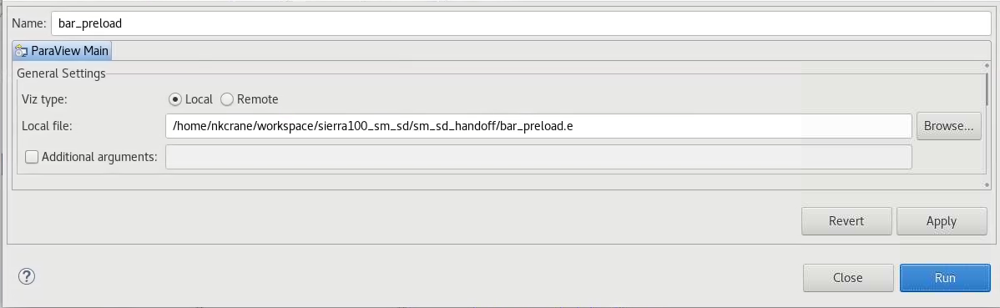 Name: bar_preload
ParaView Main
General Settings
Viz type: Local Remote
Local file: /home/nkcrane/workspace/sierra100_sm_sd/sm_sd_handoff/bar_preload.e Browse...
Additional arguments:
Revert Apply
? Close Run